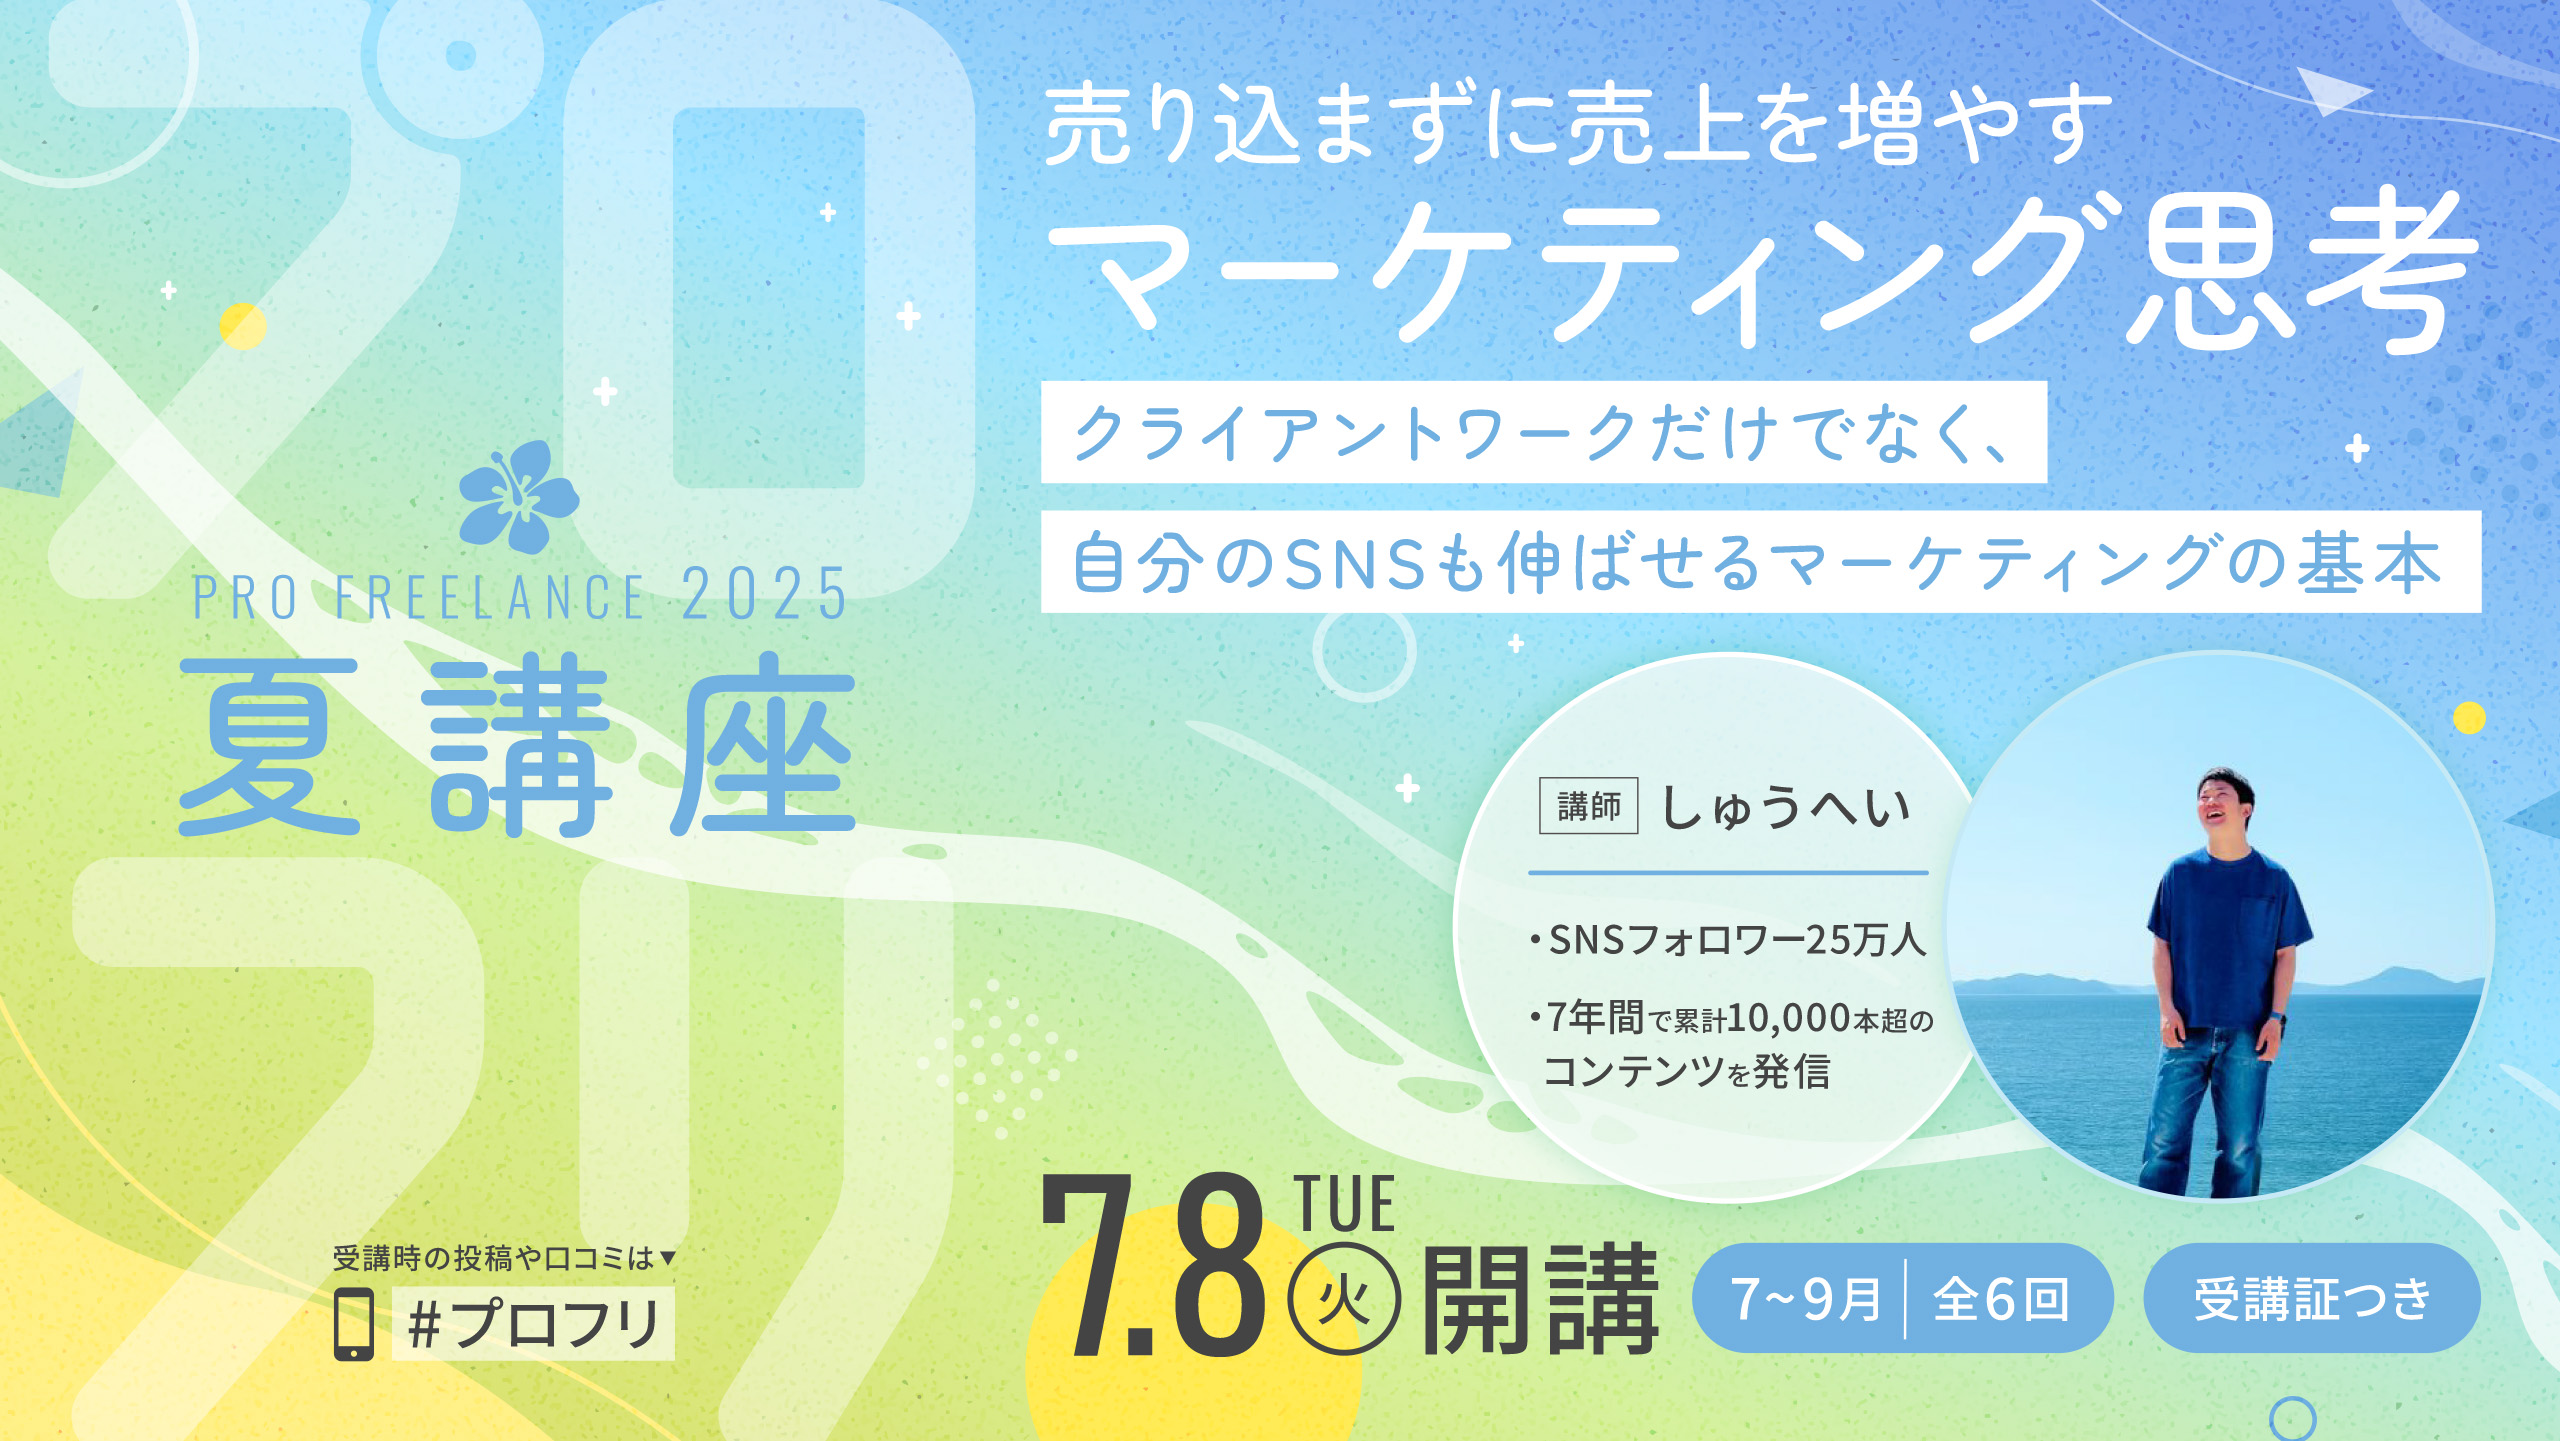 プロ
フリ
PRO FREELANCE 2025
夏講座
受講時の投稿や口コミは▼
#プロフリ
売り込まずに売上を増やす
マーケティング思考
クライアントワークだけでなく、
自分のSNSも伸ばせるマーケティングの基本
講師 しゅうへい
・SNSフォロワー25万人
・7年間で累計10,000本超の
コンテンツを発信
7.8 TUE 火 開講
7~9月 | 全6回
受講証つき